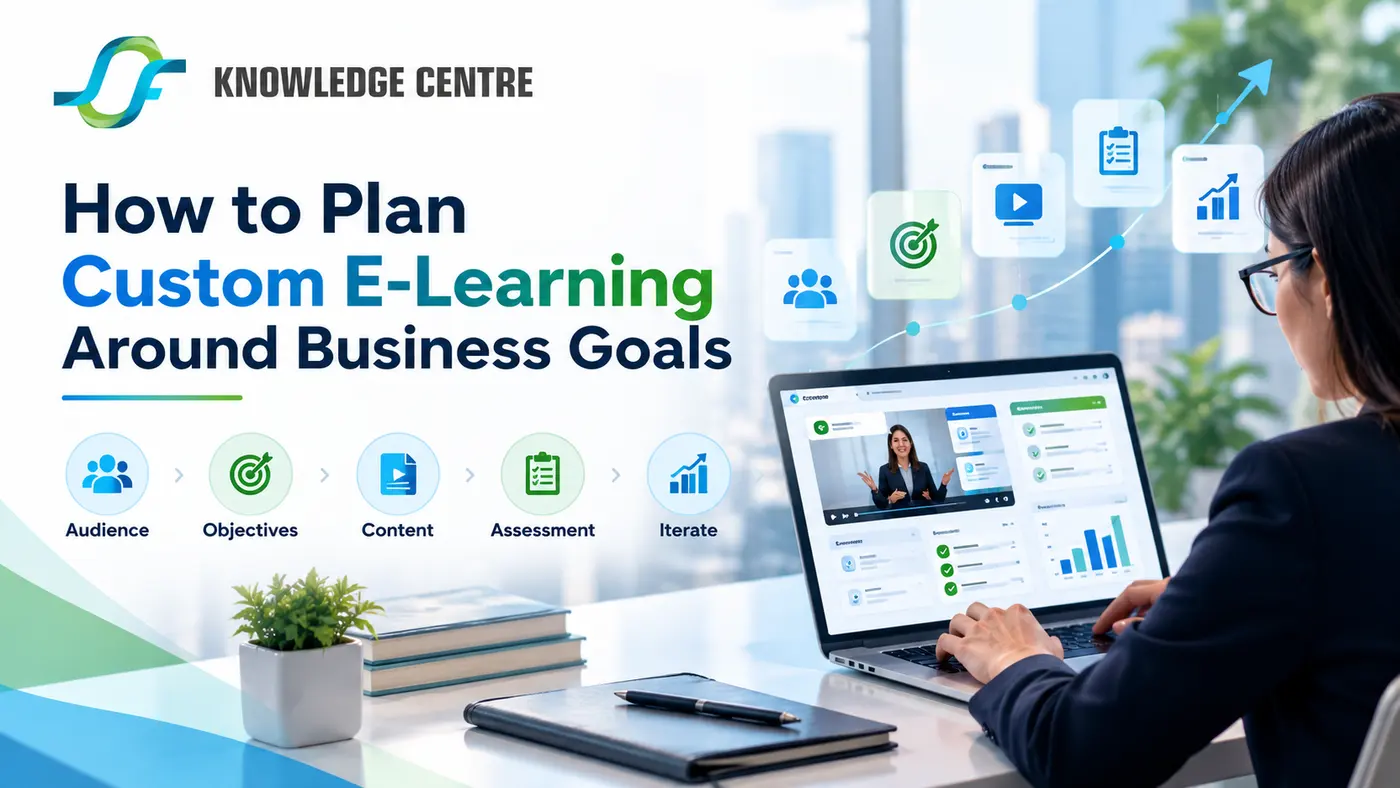 KNOWLEDGE CENTRE
How to Plan
Custom E-Learning
Around Business Goals
Audience
Objectives
Content
Assessment
Iterate